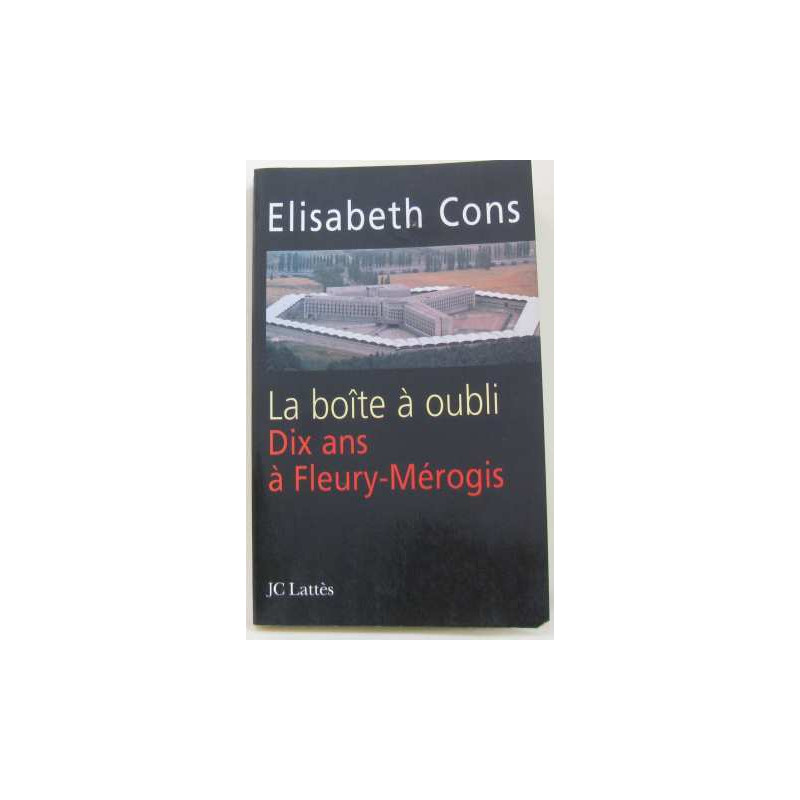 Elisabeth Cons
La boîte à oubli
Dix ans
à Fleury-Mérogis
JC Lattès